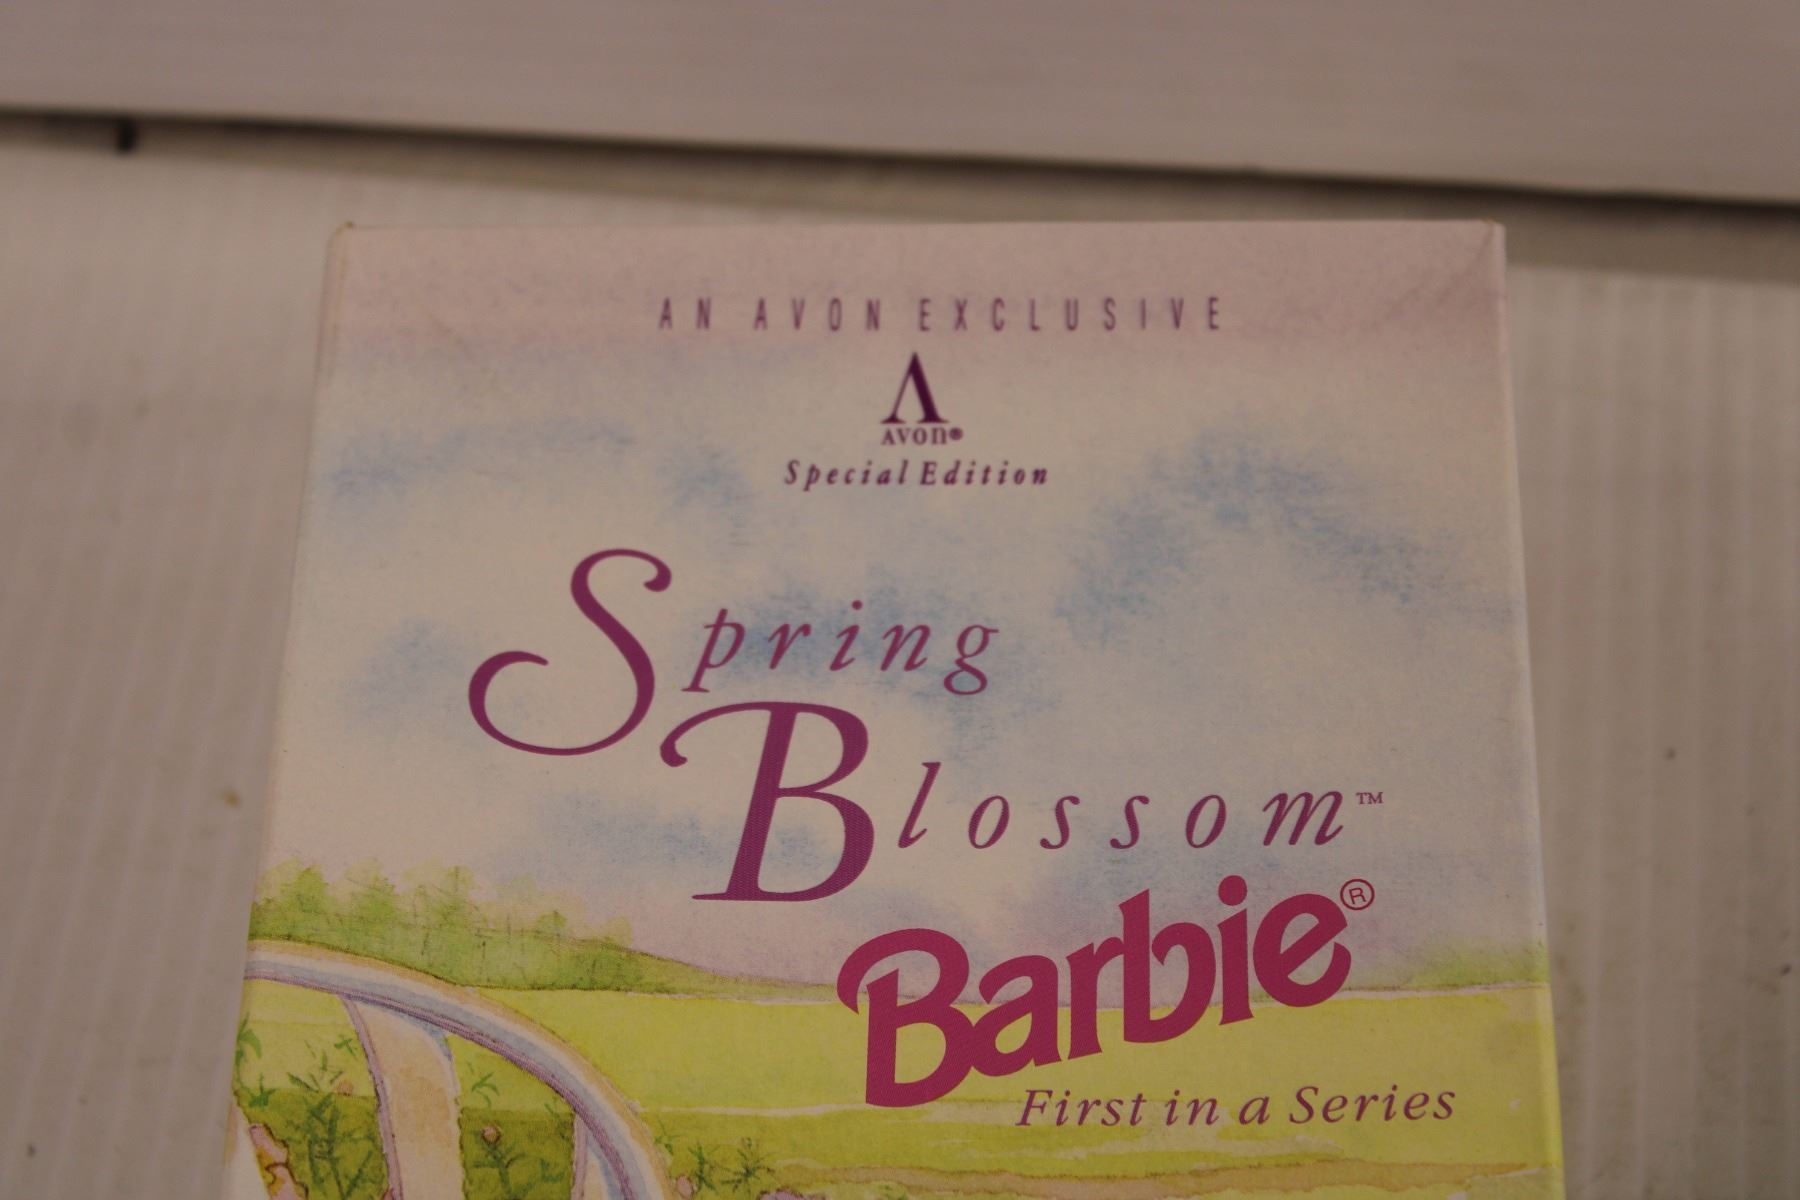 AN AVON EXCLUSIVE
AVON®
Special Edition
Spring
Blossom™
Barbie®
First in a Series